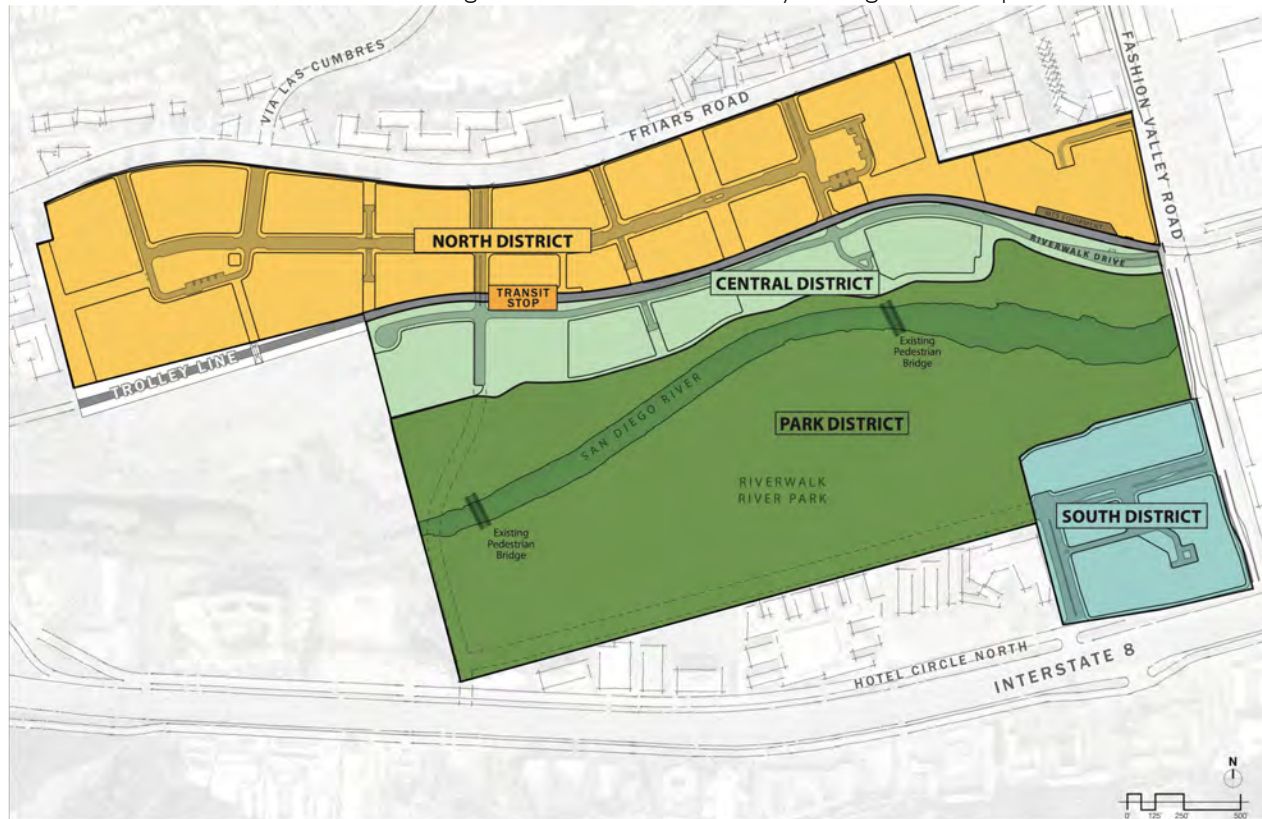 VIA LAS CUMBRES
FRIARS ROAD
FASHION VALLEY ROAD
NORTH DISTRICT
TRANSIT
STOP
CENTRAL DISTRICT
RIVERWALK DRIVE
TROLLEY LINE
Existing
Pedestrian
Bridge
SAN DIEGO RIVER
PARK DISTRICT
RIVERWALK
RIVER PARK
Existing
Pedestrian
Bridge
SOUTH DISTRICT
HOTEL CIRCLE NORTH
INTERSTATE 8
N
0' 125' 250' 500'